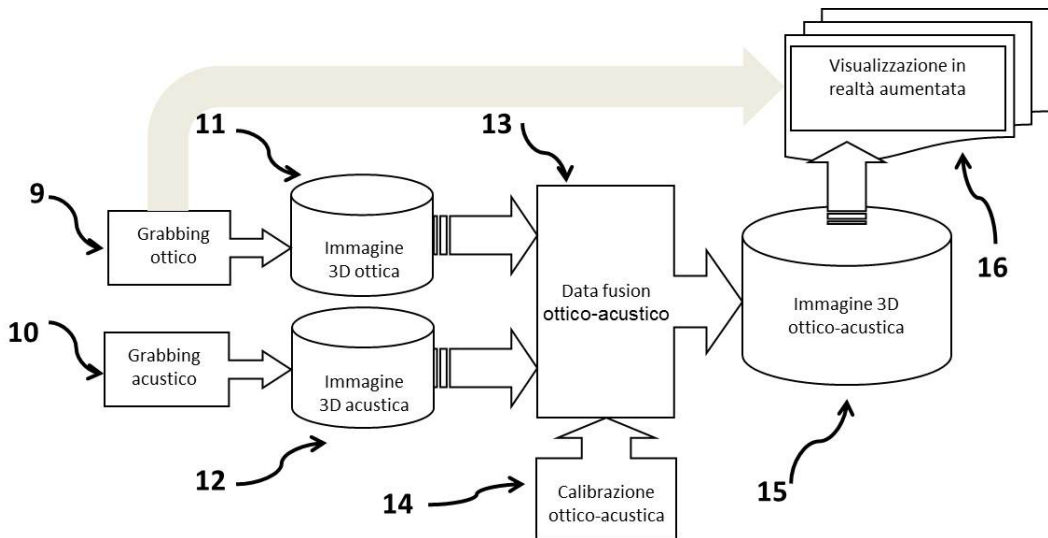 Visualizzazione in
realtà aumentata
11
13
9
16
Grabbing
ottico
Immagine
3D ottica
Data fusion
ottico-acustico
Immagine 3D
ottico-acustica
10
Grabbing
acustico
Immagine
3D acustica
12
14
15
Calibrazione
ottico-acustica